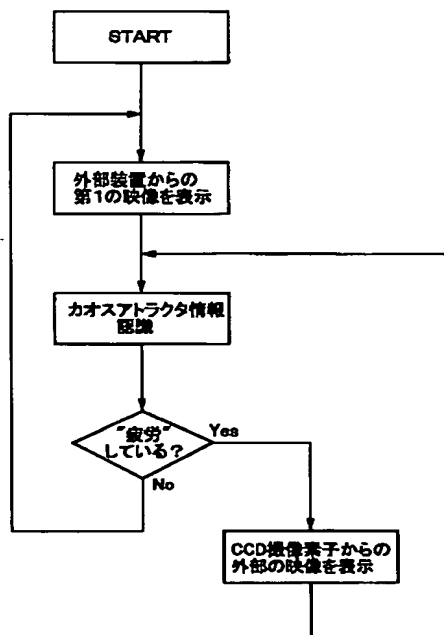 START
外部装置からの
第1の映像を表示
カオスアトラクタ情報
認識
"疲労"
している？
Yes
No
CCD撮像素子からの
外部の映像を表示